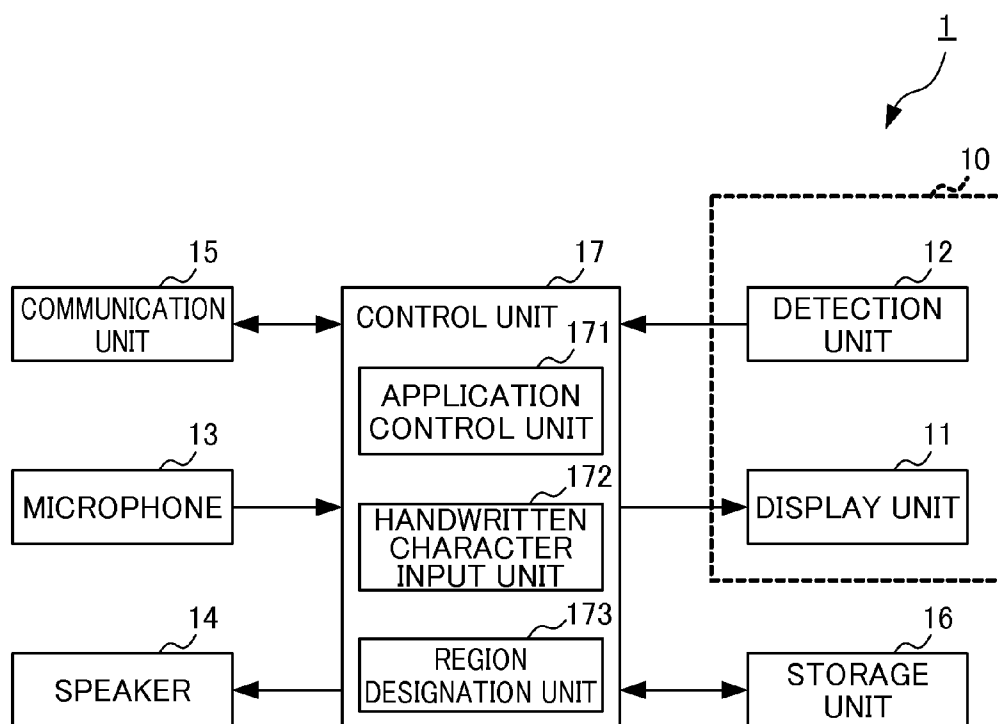 1
10
15
COMMUNICATION
UNIT
17
CONTROL UNIT
12
DETECTION
UNIT
171
APPLICATION
CONTROL UNIT
13
MICROPHONE
172
HANDWRITTEN
CHARACTER
INPUT UNIT
11
DISPLAY UNIT
14
SPEAKER
173
REGION
DESIGNATION UNIT
16
STORAGE
UNIT